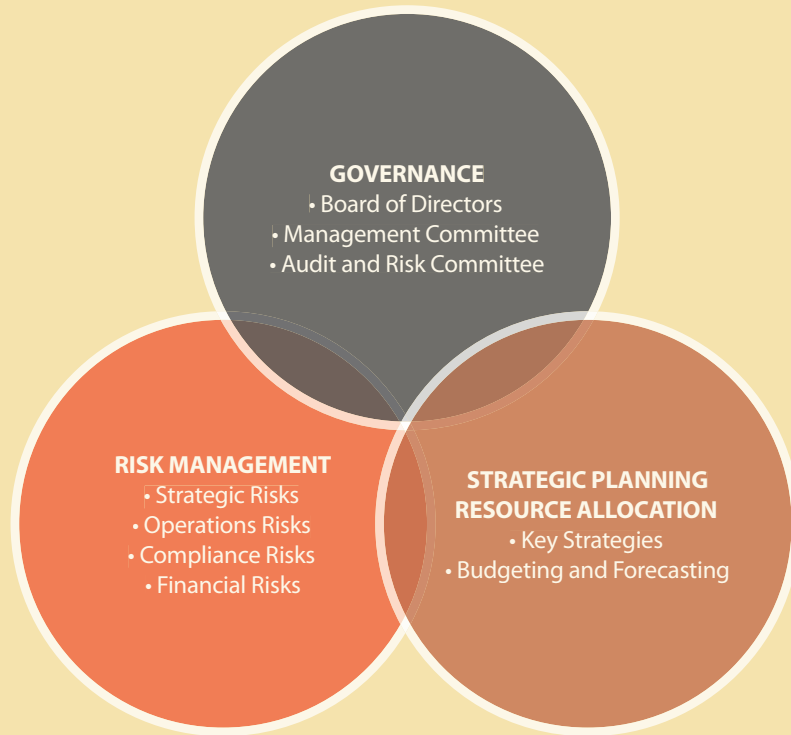 GOVERNANCE
• Board of Directors
• Management Committee
• Audit and Risk Committee
RISK MANAGEMENT
• Strategic Risks
• Operations Risks
• Compliance Risks
• Financial Risks
STRATEGIC PLANNING
RESOURCE ALLOCATION
• Key Strategies
• Budgeting and Forecasting